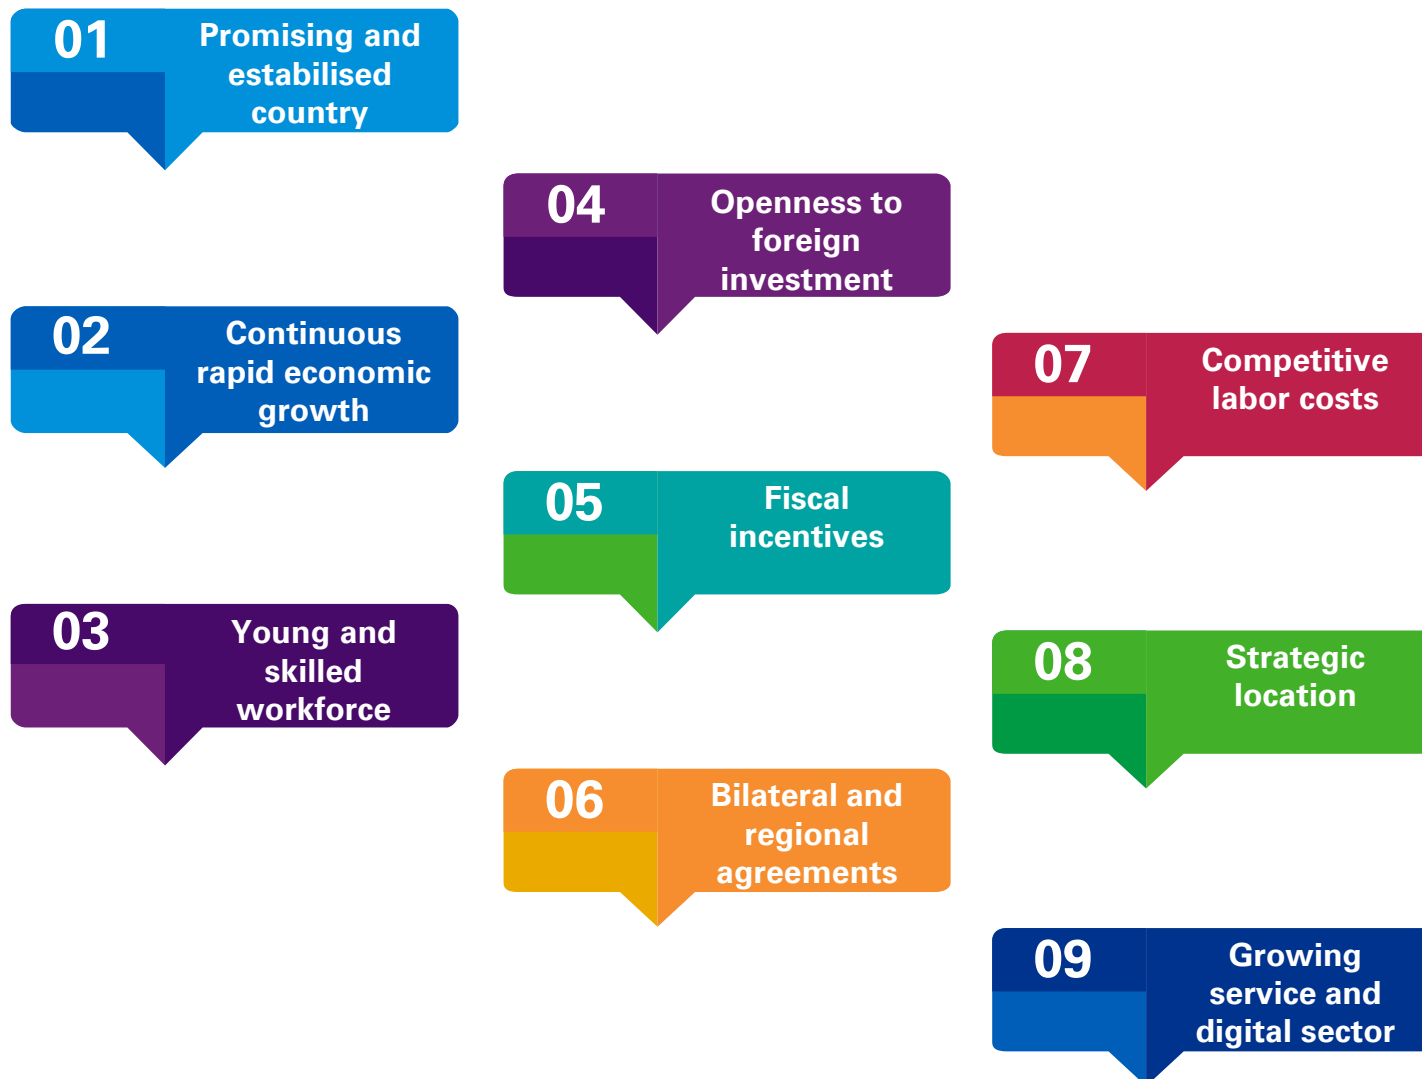 01
Promising and
estabilised
country
02
Continuous
rapid economic
growth
03
Young and
skilled
workforce
04
Openness to
foreign
investment
05
Fiscal
incentives
06
Bilateral and
regional
agreements
07
Competitive
labor costs
08
Strategic
location
09
Growing
service and
digital sector